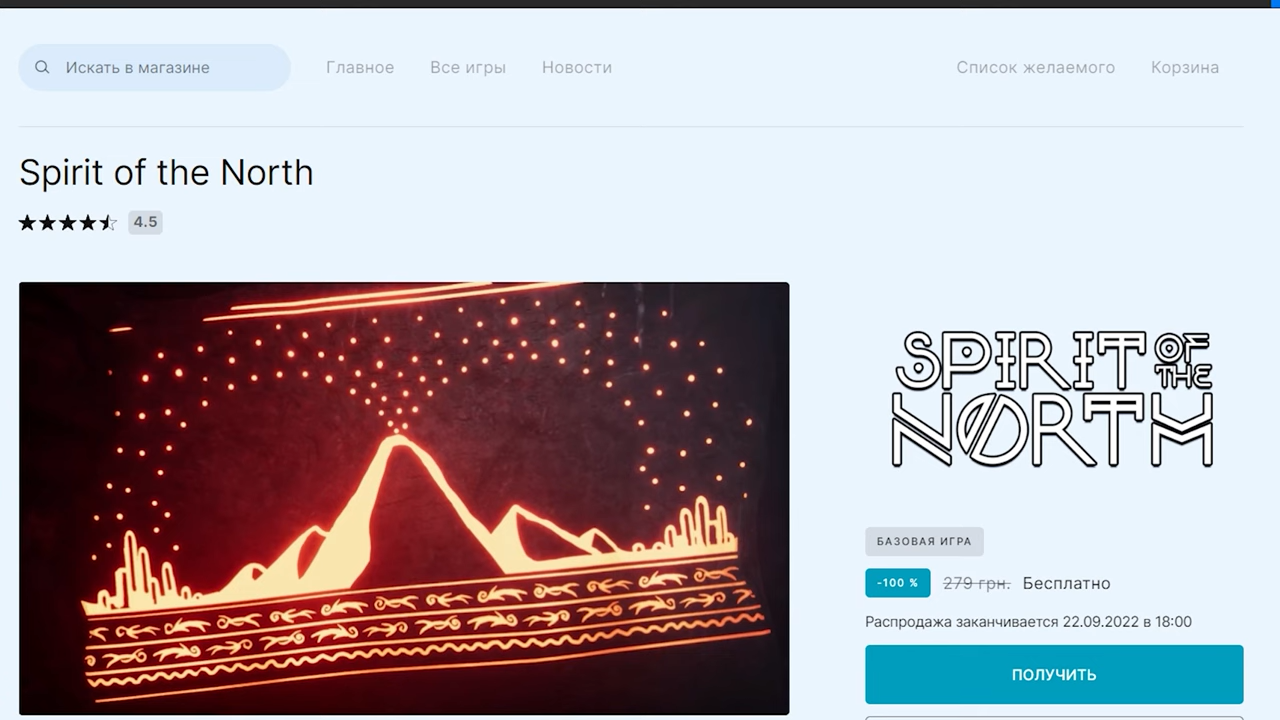 Искать в магазине
Главное
Все игры
Новости
Список желаемого
Корзина
Spirit of the North
4.5
SPIRIT OF THE
NORTH
БАЗОВАЯ ИГРА
-100 % 279 грн. Бесплатно
Распродажа заканчивается 22.09.2022 в 18:00
ПОЛУЧИТЬ